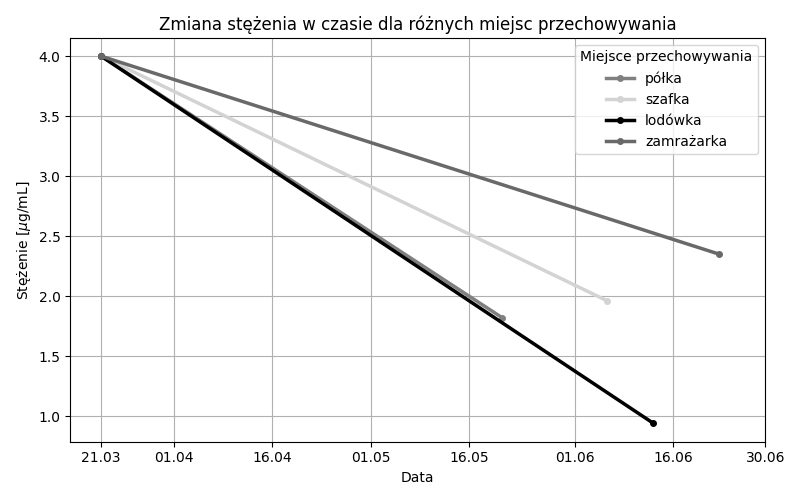 Zmiana stężenia w czasie dla różnych miejsc przechowywania
Miejsce przechowywania
półka
szafka
lodówka
zamrażarka
Stężenie [μg/mL]
4.0
3.5
3.0
2.5
2.0
1.5
1.0
21.03 01.04 16.04 01.05 16.05 01.06 16.06 30.06
Data